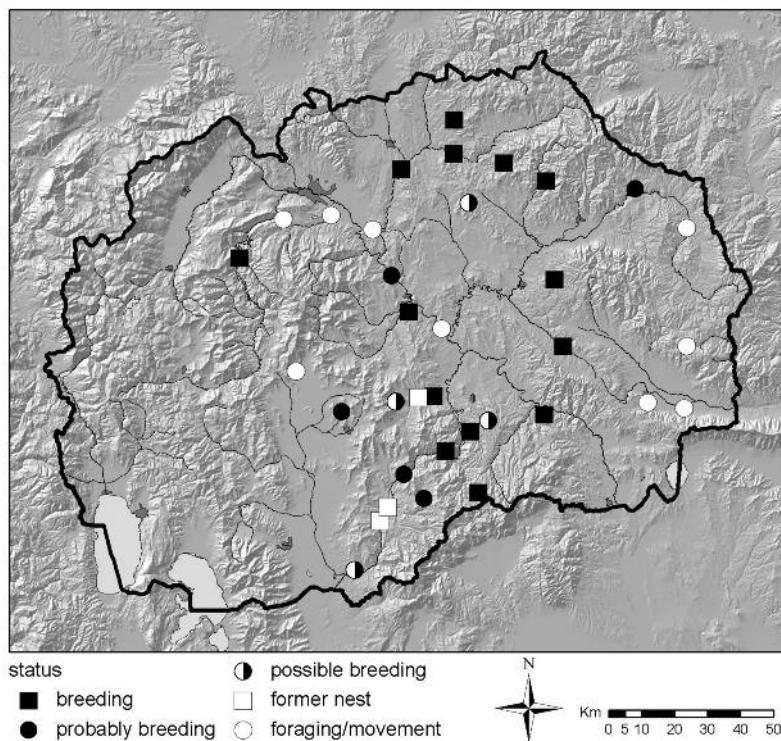 status
breeding
probably breeding
possible breeding
former nest
foraging/movement
N
Km
0 5 10 20 30 40 50